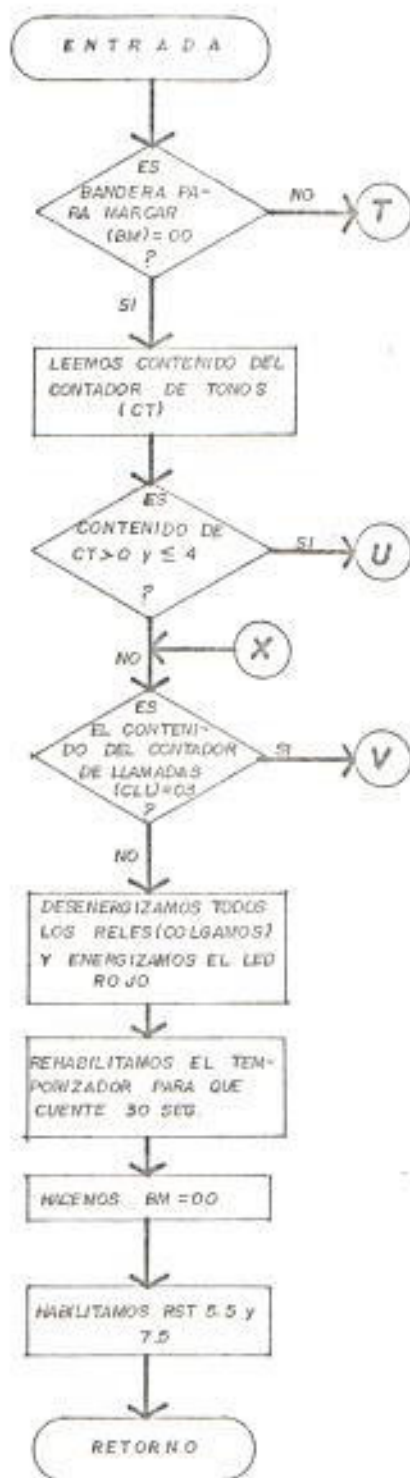 ENTRADA
ES
BANDERA PA-
RA MARCAR
(BM)=00
?
NO
T
SI
LEEMOS CONTENIDO DEL
CONTADOR DE TONOS
(CT)
ES
CONTENIDO DE
CT>0 y ≤ 4
?
SI
U
NO
X
ES
EL CONTENI-
DO DEL CONTADOR
DE LLAMADAS
(CLL)=03
?
SI
V
NO
DESENERGIZAMOS TODOS
LOS RELES (COLGAMOS)
Y ENERGIZAMOS EL LED
ROJO
REHABILITAMOS EL TEM-
PORIZADOR PARA QUE
CUENTE 30 SEG.
HACEMOS BM=00
HABILITAMOS RST 5.5 y
7.5
RETORNO